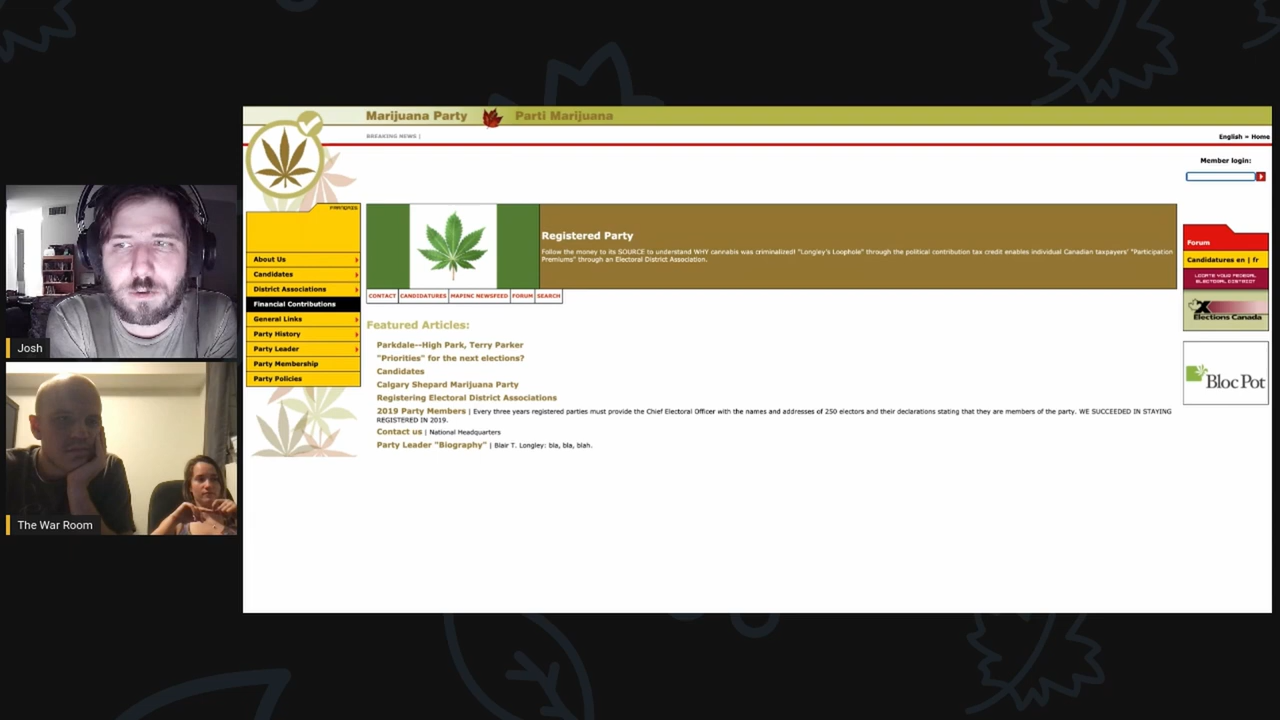 Marijuana Party Parti Marijuana
BREAKING NEWS |
English = Home
Member login:
About Us
Candidates
District Associations
Financial Contributions
General Links
Party History
Party Leader
Party Membership
Party Policies
Registered Party
Follow the money to its SOURCE to understand WHY cannabis was criminalized! "Longley's Loophole" through the political contribution tax credit enables individual Canadian taxpayers' "Participation
Premiums" through an Electoral District Association.
CONTACT CANDIDATURES MAPINC NEWSFEED FORUM SEARCH
Featured Articles:
Parkdale--High Park, Terry Parker
"Priorities" for the next elections?
Candidates
Calgary Shepard Marijuana Party
Registering Electoral District Associations
2019 Party Members | Every three years registered parties must provide the Chief Electoral Officer with the names and addresses of 250 electors and their declarations stating that they are members of the party. WE SUCCEEDED IN STAYING
REGISTERED IN 2019.
Contact us | National Headquarters
Party Leader "Biography" | Blair T. Longley: bla, bla, blah.
Forum
Candidatures en | fr
LOCATE YOUR FEDERAL
ELECTORAL DISTRICT
Elections Canada
Bloc Pot
Josh
The War Room